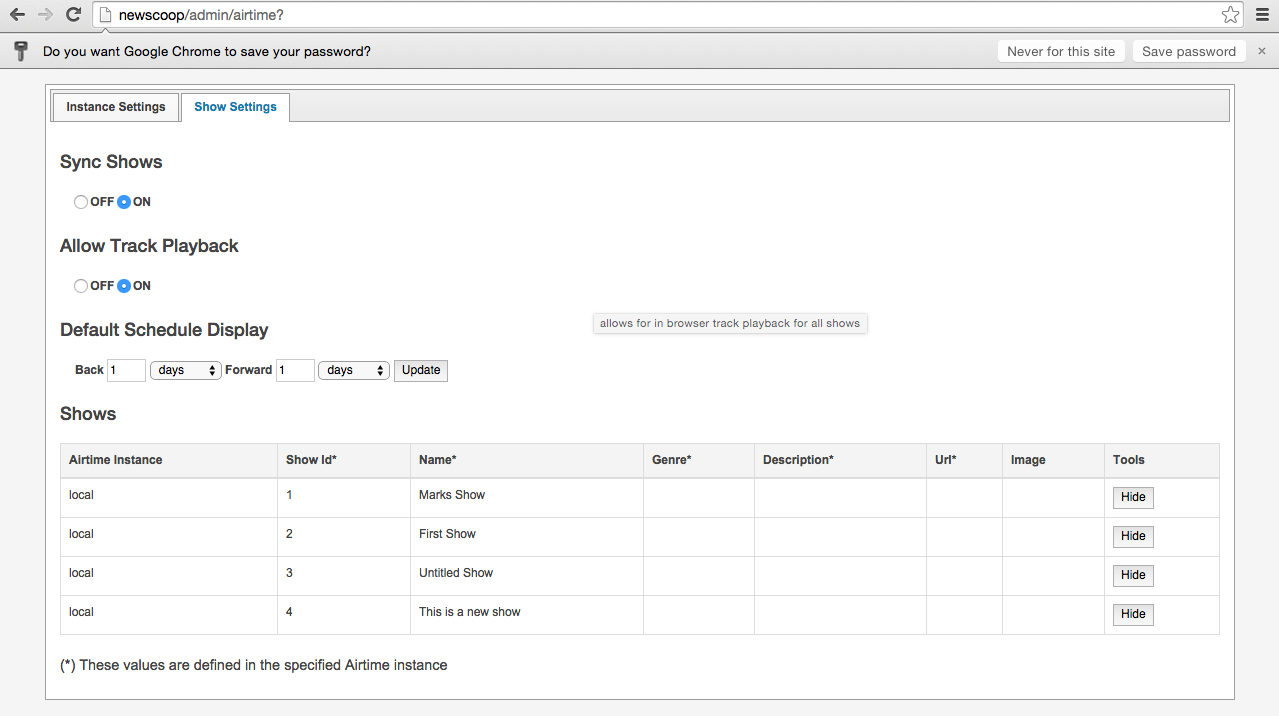 newscoop/admin/airtime?
Do you want Google Chrome to save your password? Never for this site Save password ×
Instance Settings Show Settings
Sync Shows
OFF ON
Allow Track Playback
OFF ON
allows for in browser track playback for all shows
Default Schedule Display
Back 1 days Forward 1 days Update
Shows
Airtime Instance Show Id* Name* Genre* Description* Url* Image Tools
local 1 Marks Show Hide
local 2 First Show Hide
local 3 Untitled Show Hide
local 4 This is a new show Hide
(*) These values are defined in the specified Airtime instance